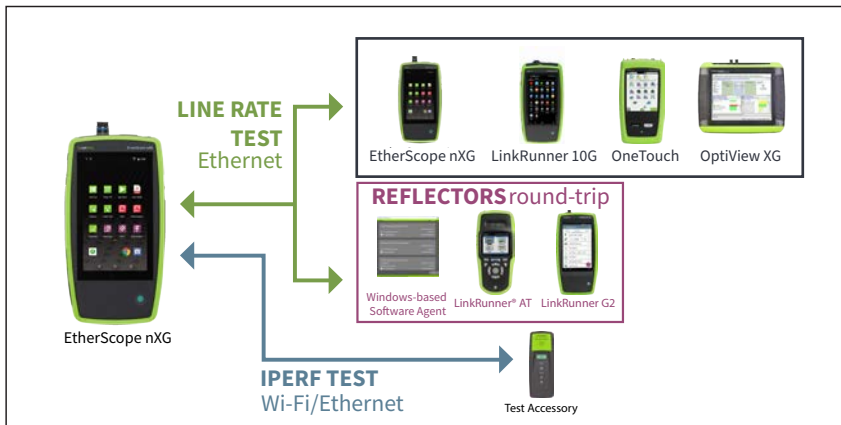 LINE RATE
TEST
Ethernet
EtherScope nXG
LinkRunner 10G
OneTouch
OptiView XG
REFLECTORS round-trip
Windows-based
Software Agent
LinkRunner® AT
LinkRunner G2
EtherScope nXG
IPERF TEST
Wi-Fi/Ethernet
Test Accessory